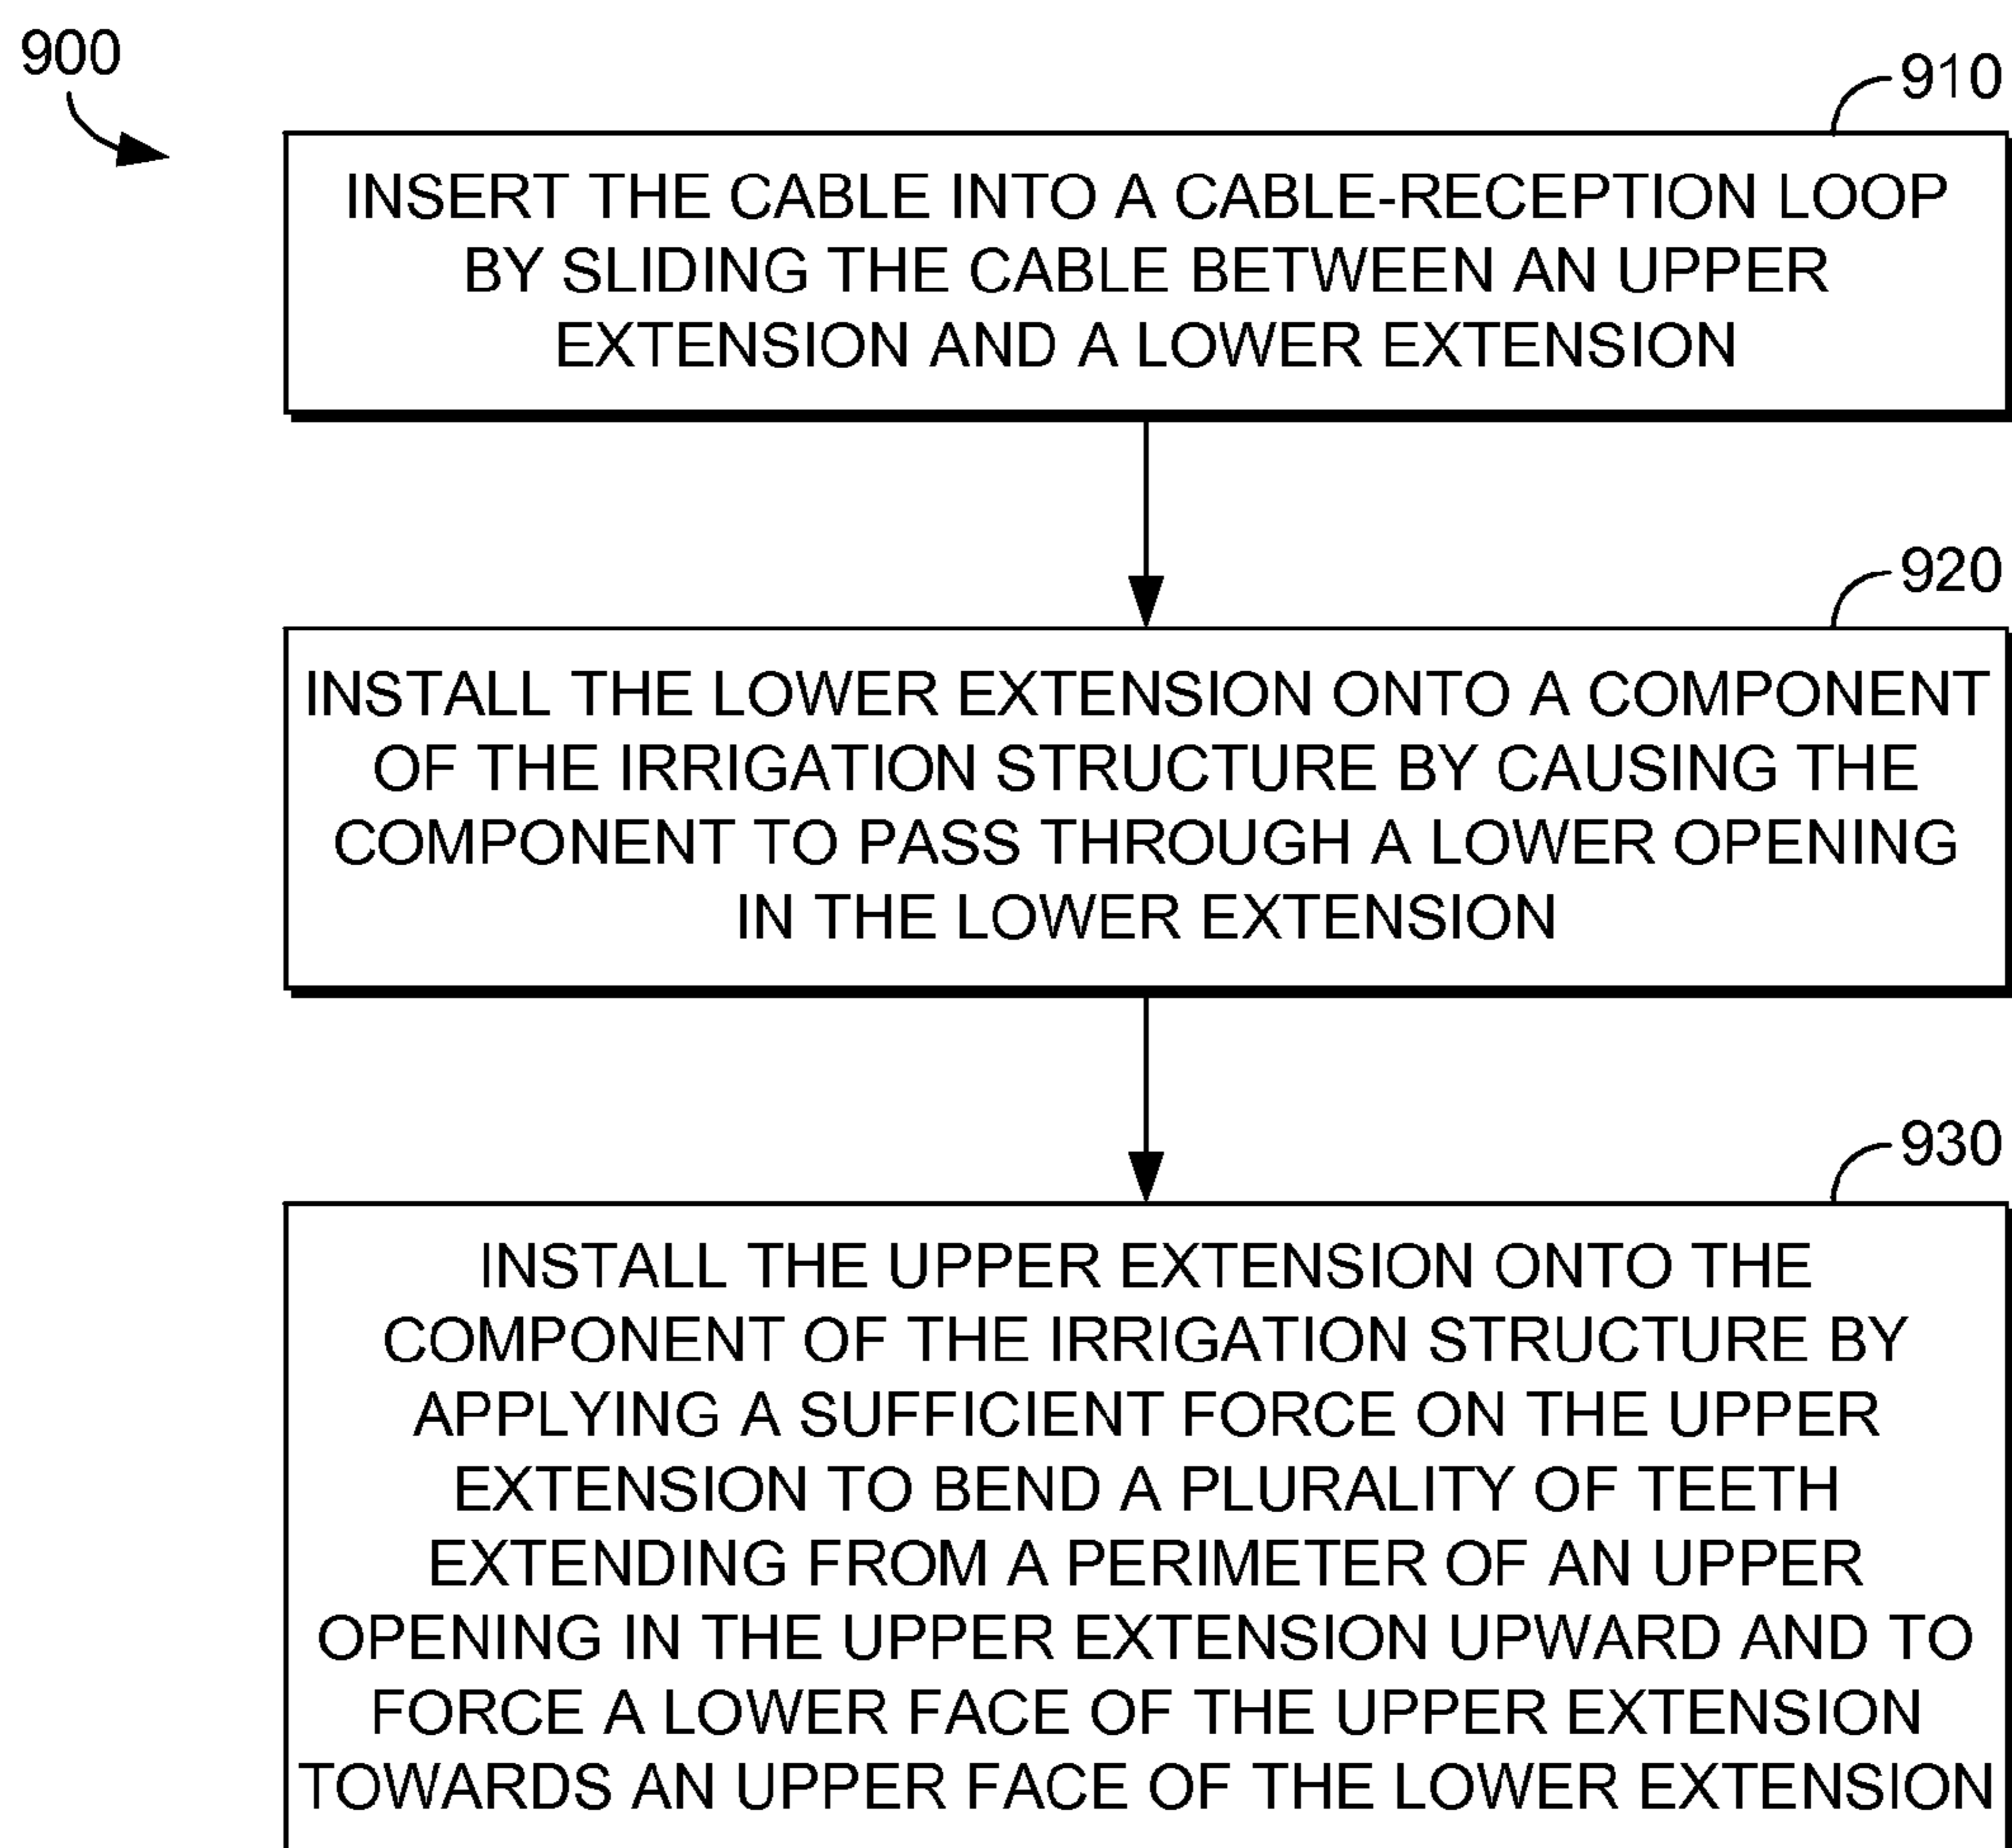 900
910
INSERT THE CABLE INTO A CABLE-RECEPTION LOOP
BY SLIDING THE CABLE BETWEEN AN UPPER
EXTENSION AND A LOWER EXTENSION
920
INSTALL THE LOWER EXTENSION ONTO A COMPONENT
OF THE IRRIGATION STRUCTURE BY CAUSING THE
COMPONENT TO PASS THROUGH A LOWER OPENING
IN THE LOWER EXTENSION
930
INSTALL THE UPPER EXTENSION ONTO THE
COMPONENT OF THE IRRIGATION STRUCTURE BY
APPLYING A SUFFICIENT FORCE ON THE UPPER
EXTENSION TO BEND A PLURALITY OF TEETH
EXTENDING FROM A PERIMETER OF AN UPPER
OPENING IN THE UPPER EXTENSION UPWARD AND TO
FORCE A LOWER FACE OF THE UPPER EXTENSION
TOWARDS AN UPPER FACE OF THE LOWER EXTENSION